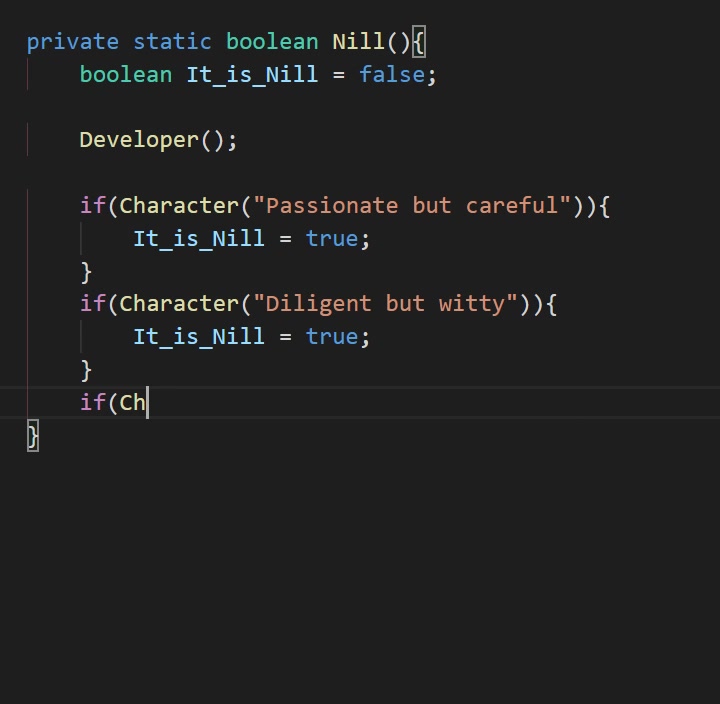 private static boolean Nill(){
    boolean It_is_Nill = false;
    Developer();
    if(Character("Passionate but careful")){
        It_is_Nill = true;
    }
    if(Character("Diligent but witty")){
        It_is_Nill = true;
    }
    if(Ch
}